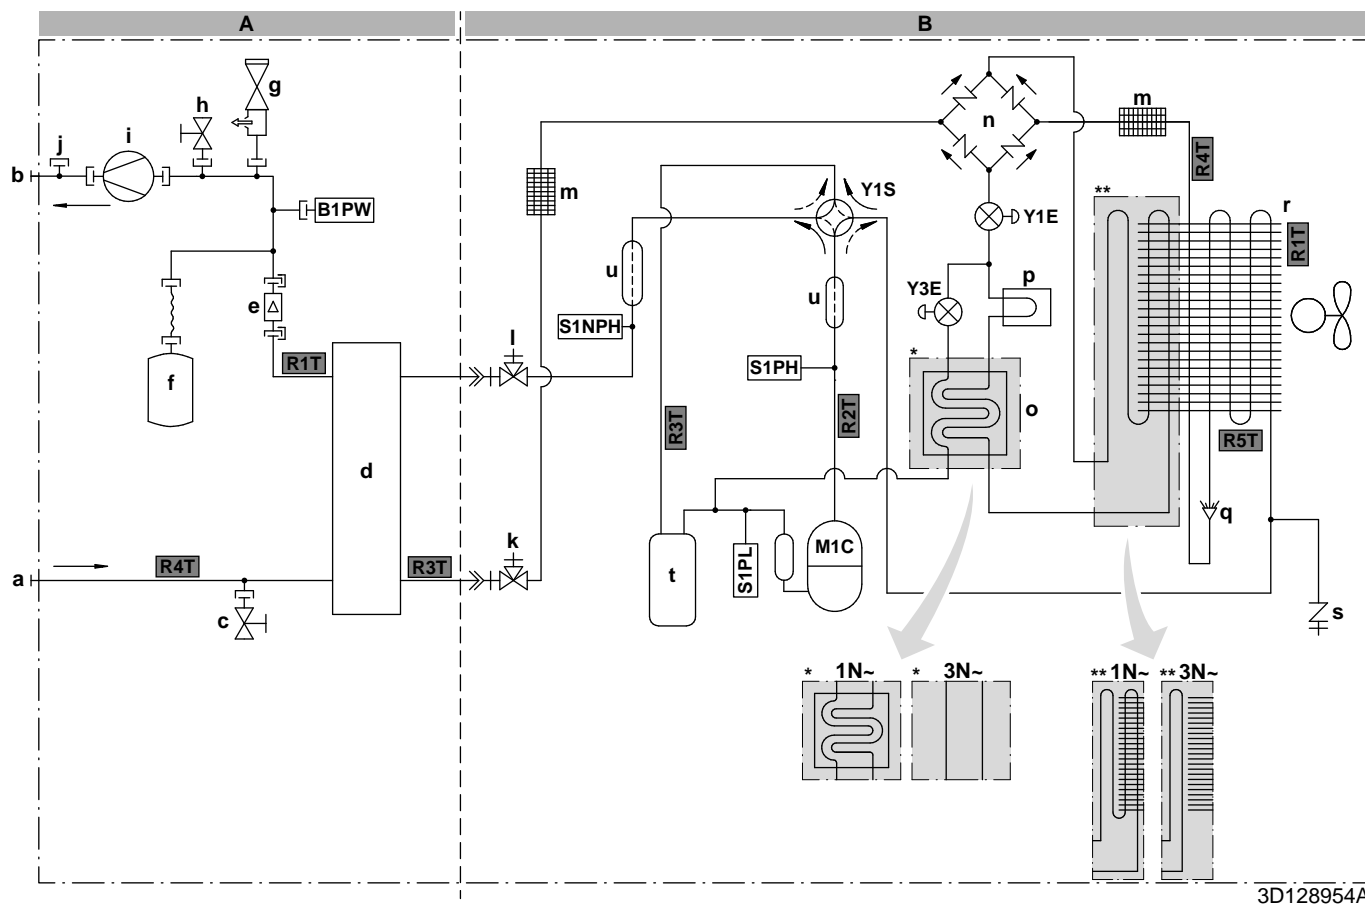 A
B
g
h
m
i
j
n
b
R4T
Y1S
**
r
m
B1PW
Y1E
R1T
u
p
Y3E
u
e
S1NPH
l
*
R1T
S1PH
f
o
R3T
R2T
R5T
d
q
k
M1C
R4T
R3T
t
S1PL
a
c
s
* 1N~
* 3N~
** 1N~
** 3N~
3D128954A